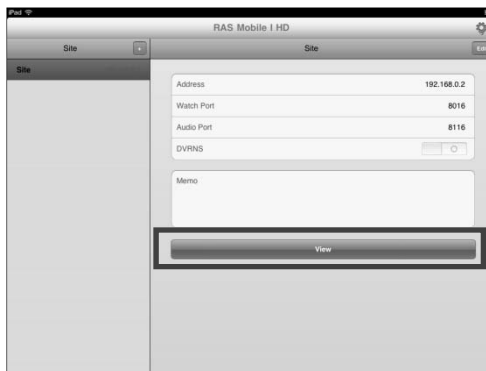 iPad
RAS Mobile I HD
Site
+
Site
Edit
Site
Address 192.168.0.2
Watch Port 8016
Audio Port 8116
DVRNS
Memo
View